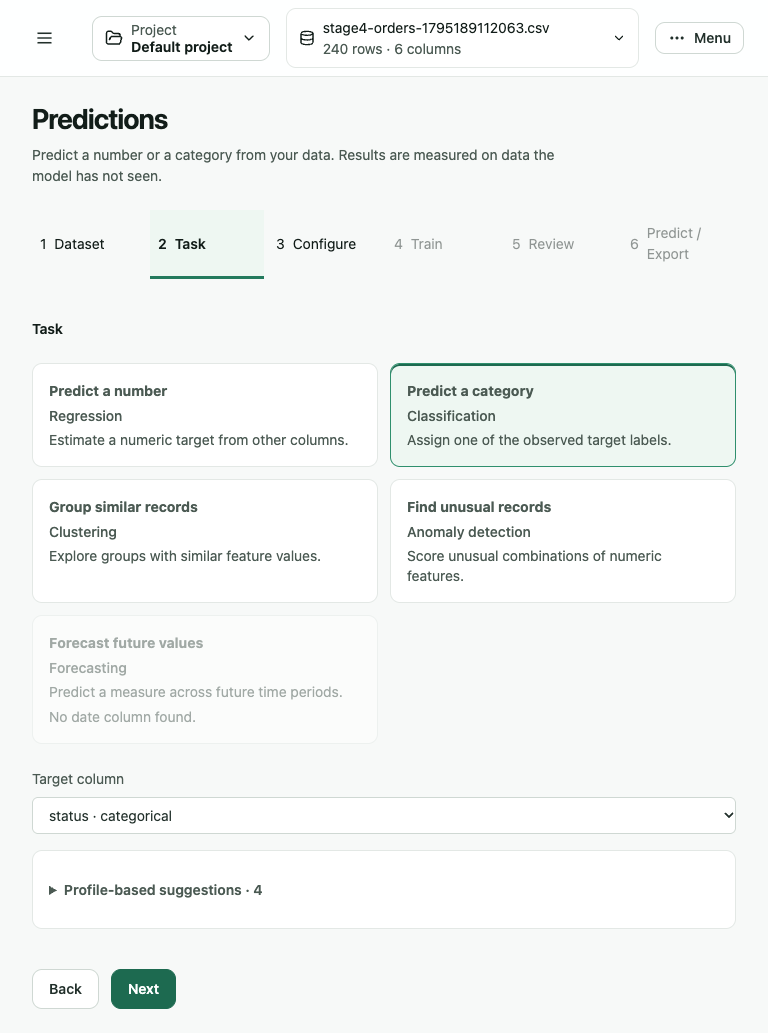 Project
Default project
stage4-orders-1795189112063.csv
240 rows · 6 columns
Menu
Predictions
Predict a number or a category from your data. Results are measured on data the
model has not seen.
1 Dataset
2 Task
3 Configure
4 Train
5 Review
6 Predict /
Export
Task
Predict a number
Regression
Estimate a numeric target from other columns.
Predict a category
Classification
Assign one of the observed target labels.
Group similar records
Clustering
Explore groups with similar feature values.
Find unusual records
Anomaly detection
Score unusual combinations of numeric
features.
Forecast future values
Forecasting
Predict a measure across future time periods.
No date column found.
Target column
status · categorical
Profile-based suggestions · 4
Back
Next